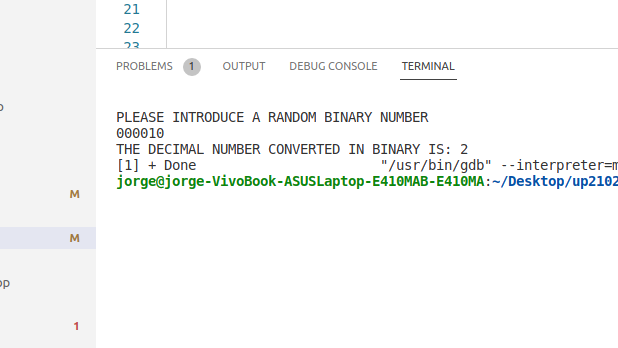 21
22
23
PROBLEMS 1 OUTPUT DEBUG CONSOLE TERMINAL
PLEASE INTRODUCE A RANDOM BINARY NUMBER
000010
THE DECIMAL NUMBER CONVERTED IN BINARY IS: 2
[1] + Done "/usr/bin/gdb" --interpreter=m
jorge@jorge-VivoBook-ASUSLaptop-E410MAB-E410MA:~/Desktop/up2102
M
M
op
1